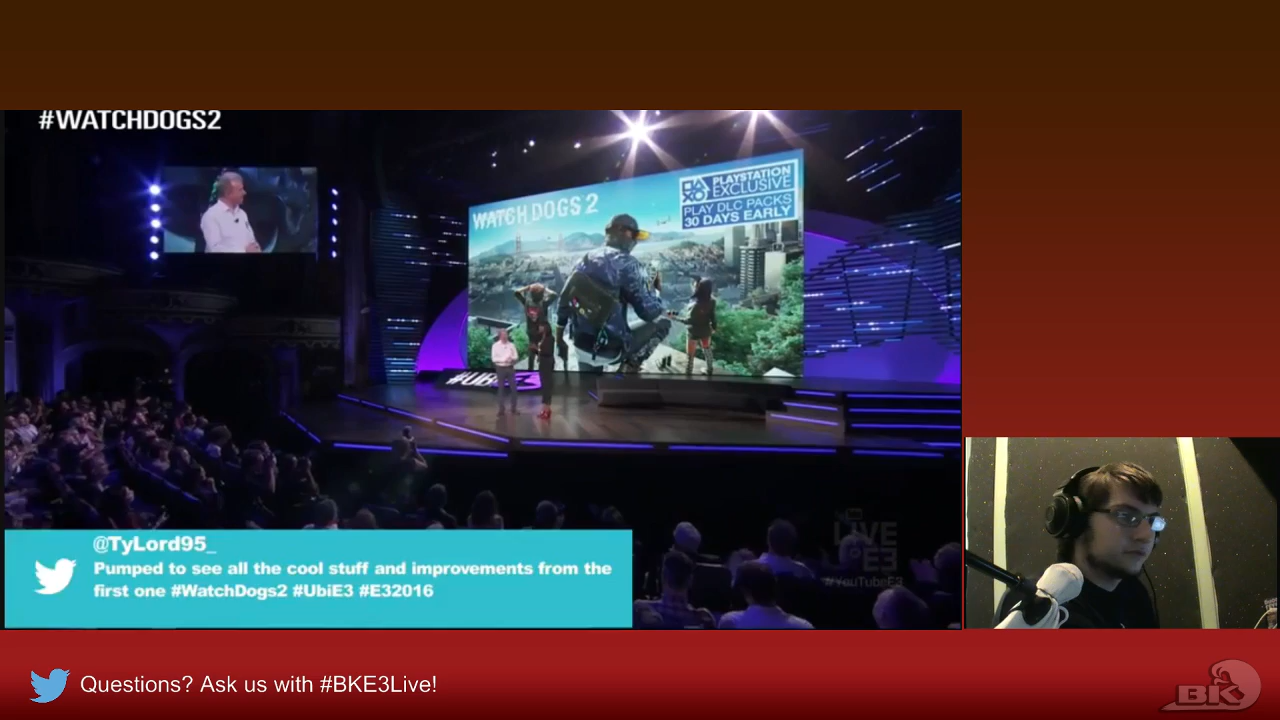 #WATCHDOGS2
WATCH DOGS 2
PLAYSTATION
EXCLUSIVE
PLAY DLC PACKS
30 DAYS EARLY
#UBIE3
LIVE
E3
#YouTubeE3
@TyLord95_
Pumped to see all the cool stuff and improvements from the
first one #WatchDogs2 #UbiE3 #E32016
Questions? Ask us with #BKE3Live!
BK